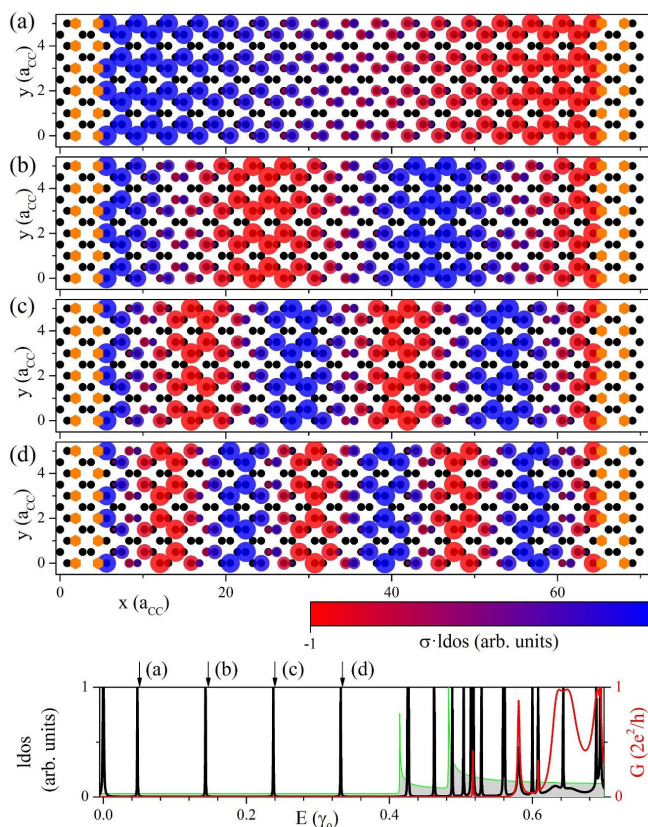 (a)
y (a_CC)
4
2
0
(b)
y (a_CC)
4
2
0
(c)
y (a_CC)
4
2
0
(d)
y (a_CC)
4
2
0
0 20 40 60
x (a_CC)
-1
σ·ldos (arb. units)
(a) (b) (c) (d)
1 1
ldos
(arb. units)
G (2e²/h)
0 0
0.0 0.2 0.4 0.6
E (γ₀)